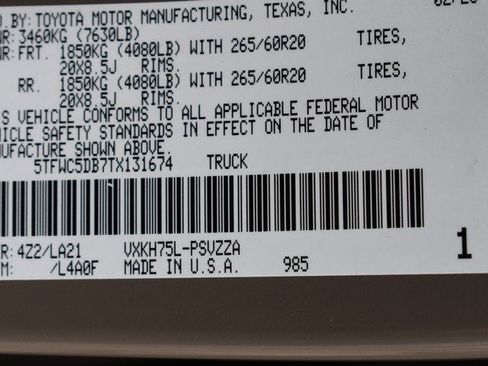 D. BY: TOYOTA MOTOR MANUFACTURING, TEXAS, INC.
WR: 3460KG (7630LB)
WR: FRT. 1850KG (4080LB) WITH 265/60R20 TIRES,
20X8.5J RIMS.
RR. 1850KG (4080LB) WITH 265/60R20 TIRES,
20X8.5J RIMS.
S VEHICLE CONFORMS TO ALL APPLICABLE FEDERAL MOTOR
HICLE SAFETY STANDARDS IN EFFECT ON THE DATE OF
UFACTURE SHOWN ABOVE.
5TFWC5DB7TX131674 TRUCK
R: 4Z2/LA21 VXKH75L-PSVZZA 1
M: /L4A0F MADE IN U.S.A. 985